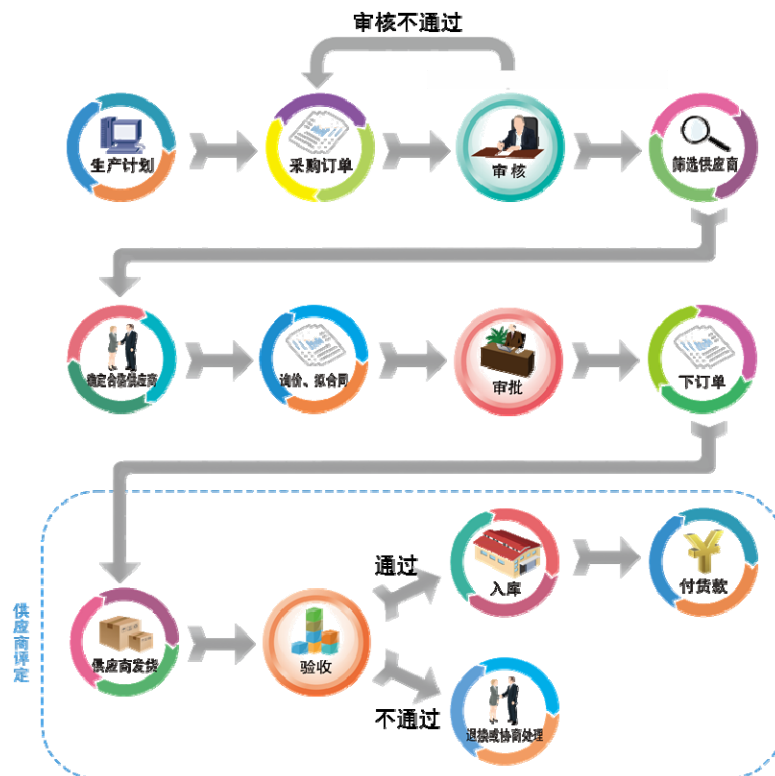 审核不通过
生产计划
采购订单
审核
筛选供应商
确定合格供应商
询价、拟合同
审批
下订单
供应商评定
供应商发货
验收
通过
不通过
入库
付货款
退换或协商处理